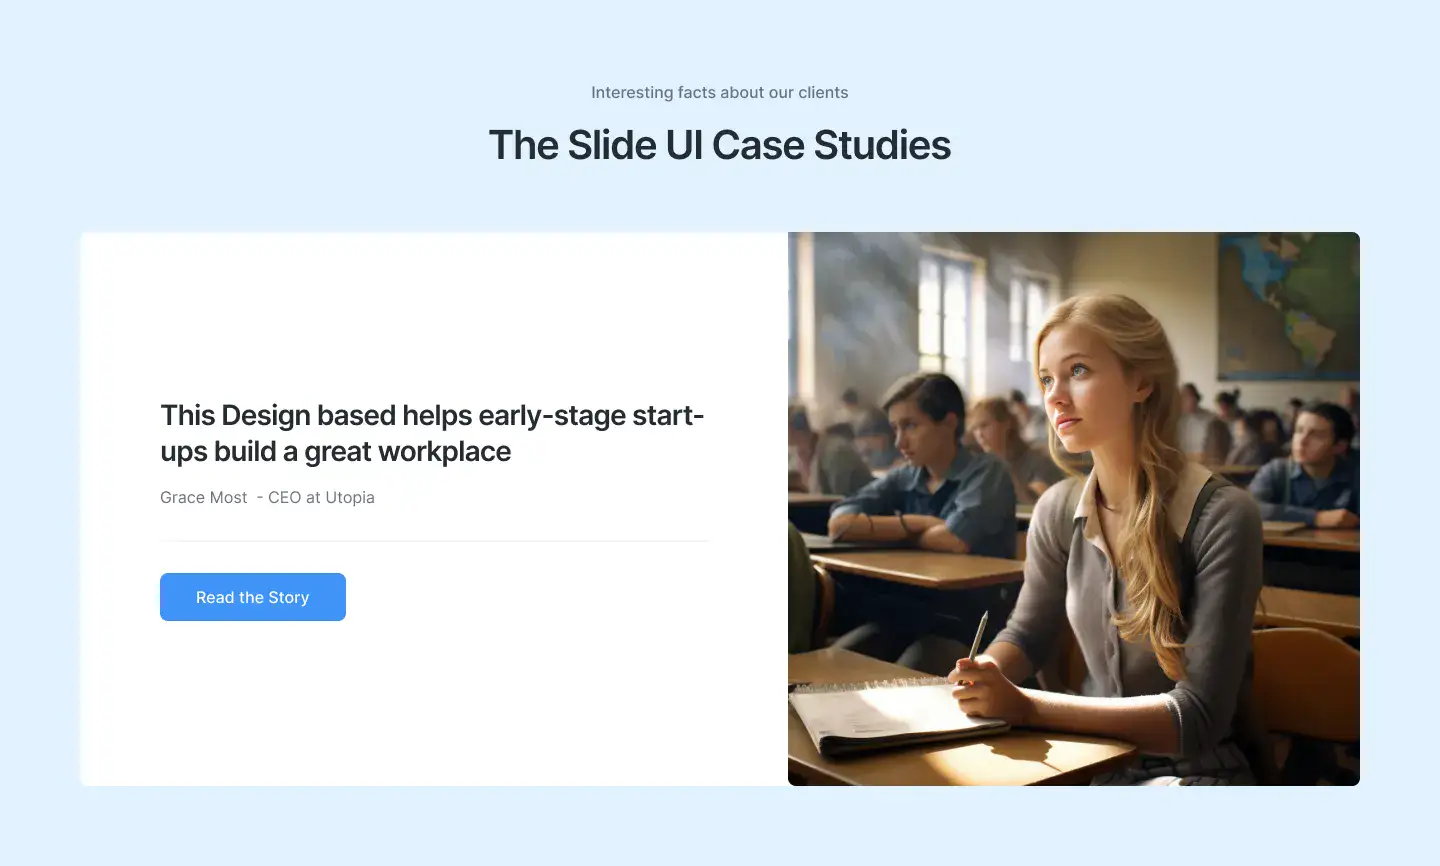 Interesting facts about our clients
The Slide UI Case Studies
This Design based helps early-stage start-
ups build a great workplace
Grace Most  - CEO at Utopia
Read the Story